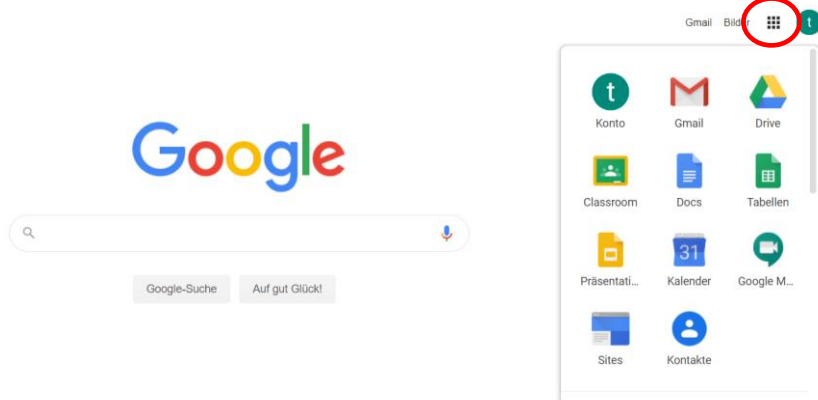 Gmail Bilder
t
t
Konto Gmail Drive
Google
Classroom Docs Tabellen
31
Präsentati... Kalender Google M...
Google-Suche Auf gut Glück!
Sites Kontakte